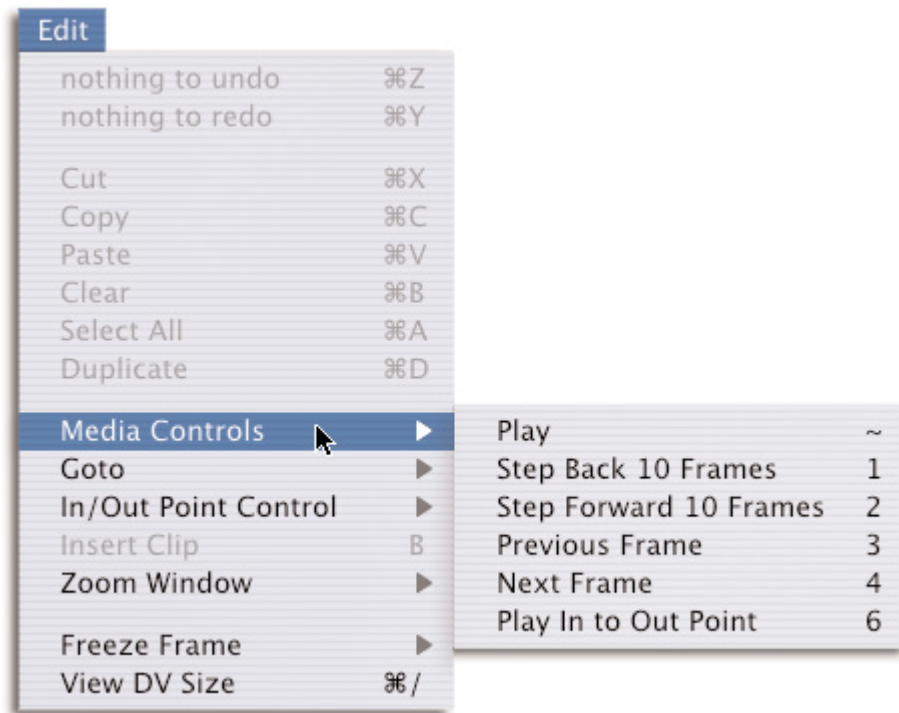 Edit
nothing to undo ⌘Z
nothing to redo ⌘Y
Cut ⌘X
Copy ⌘C
Paste ⌘V
Clear ⌘B
Select All ⌘A
Duplicate ⌘D
Media Controls
Goto
In/Out Point Control
Insert Clip B
Zoom Window
Freeze Frame
View DV Size ⌘/
Play ~
Step Back 10 Frames 1
Step Forward 10 Frames 2
Previous Frame 3
Next Frame 4
Play In to Out Point 6